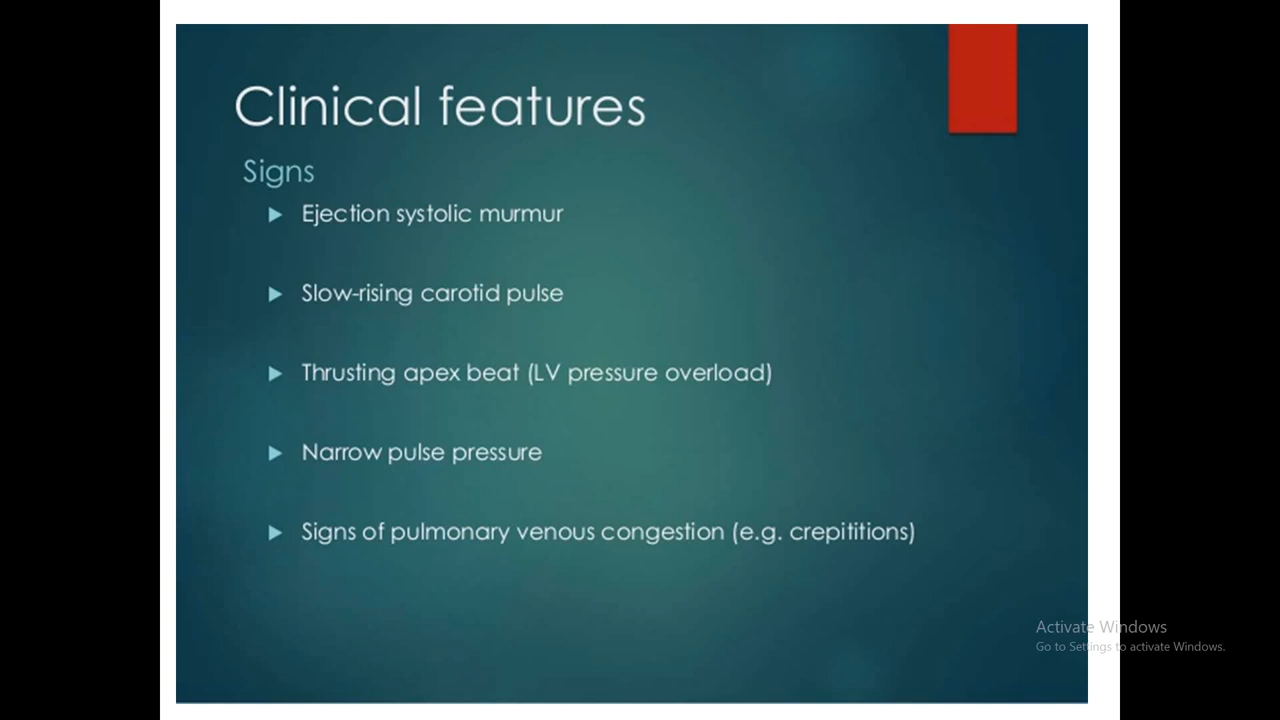 Clinical features
Signs
Ejection systolic murmur
Slow-rising carotid pulse
Thrusting apex beat (LV pressure overload)
Narrow pulse pressure
Signs of pulmonary venous congestion (e.g. crepititions)
Activate Windows
Go to Settings to activate Windows.